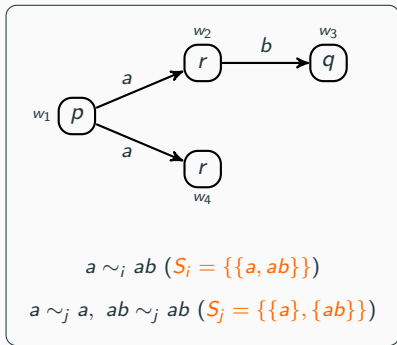 w₂
w₃
r
b
q
a
w₁
p
a
r
w₄
a ∼ᵢ ab (Sᵢ = {{a, ab}})
a ∼ⱼ a, ab ∼ⱼ ab (Sⱼ = {{a}, {ab}})